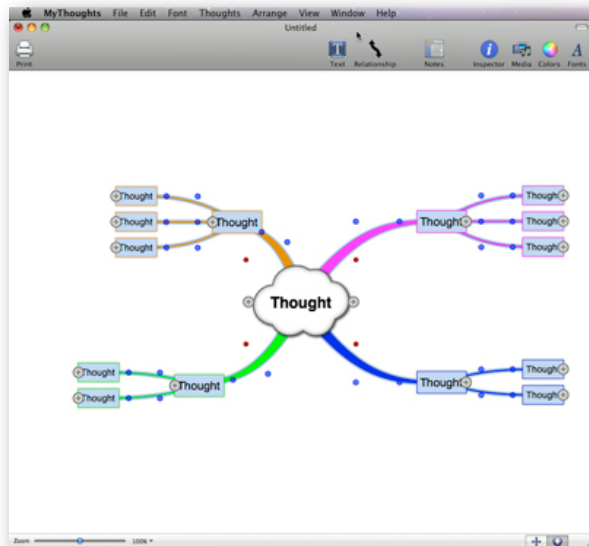 MyThoughts File Edit Font Thoughts Arrange View Window Help
Untitled
Print Text Relationship Notes Inspector Media Colors Fonts
Thought Thought
Thought Thought Thought Thought
Thought Thought
Thought
Thought Thought
Thought Thought
Thought Thought
Zoom 100%